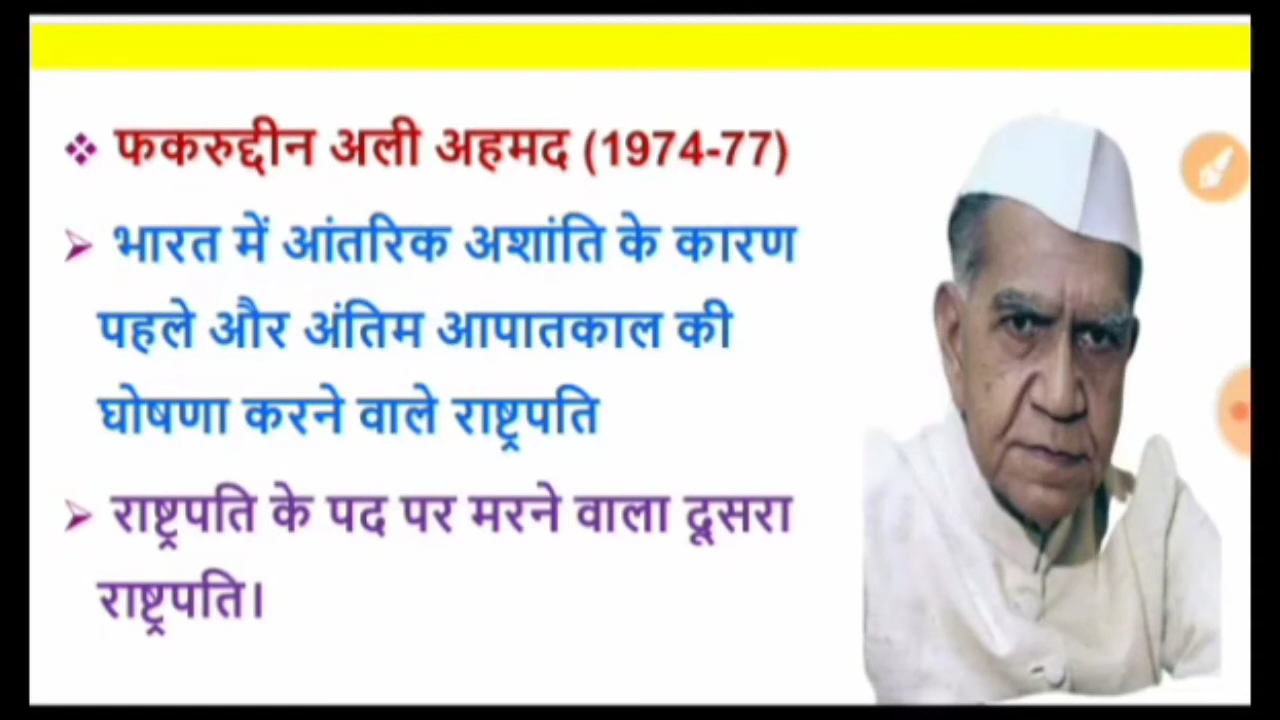 ❖ फकरुद्दीन अली अहमद (1974-77)
➢ भारत में आंतरिक अशांति के कारण
पहले और अंतिम आपातकाल की
घोषणा करने वाले राष्ट्रपति
➢ राष्ट्रपति के पद पर मरने वाला दूसरा
राष्ट्रपति।